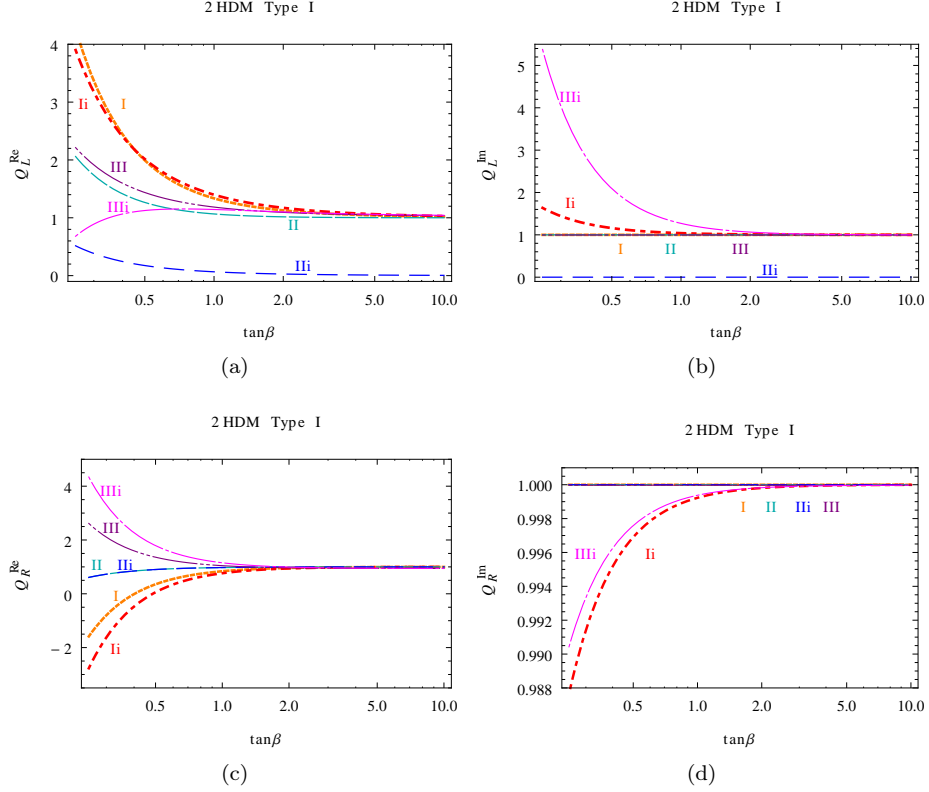 2 HDM Type I
Q_L^Re
4
3
2
1
0
Ii
I
III
IIIi
II
IIi
0.5
1.0
2.0
5.0
10.0
tanβ
(a)
2 HDM Type I
Q_L^Im
5
4
3
2
1
0
IIIi
Ii
I
II
III
IIi
0.5
1.0
2.0
5.0
10.0
tanβ
(b)
2 HDM Type I
Q_R^Re
4
2
0
−2
IIIi
III
II
IIi
I
Ii
0.5
1.0
2.0
5.0
10.0
tanβ
(c)
2 HDM Type I
Q_R^Im
1.000
0.998
0.996
0.994
0.992
0.990
0.988
I
II
IIi
III
IIIi
Ii
0.5
1.0
2.0
5.0
10.0
tanβ
(d)